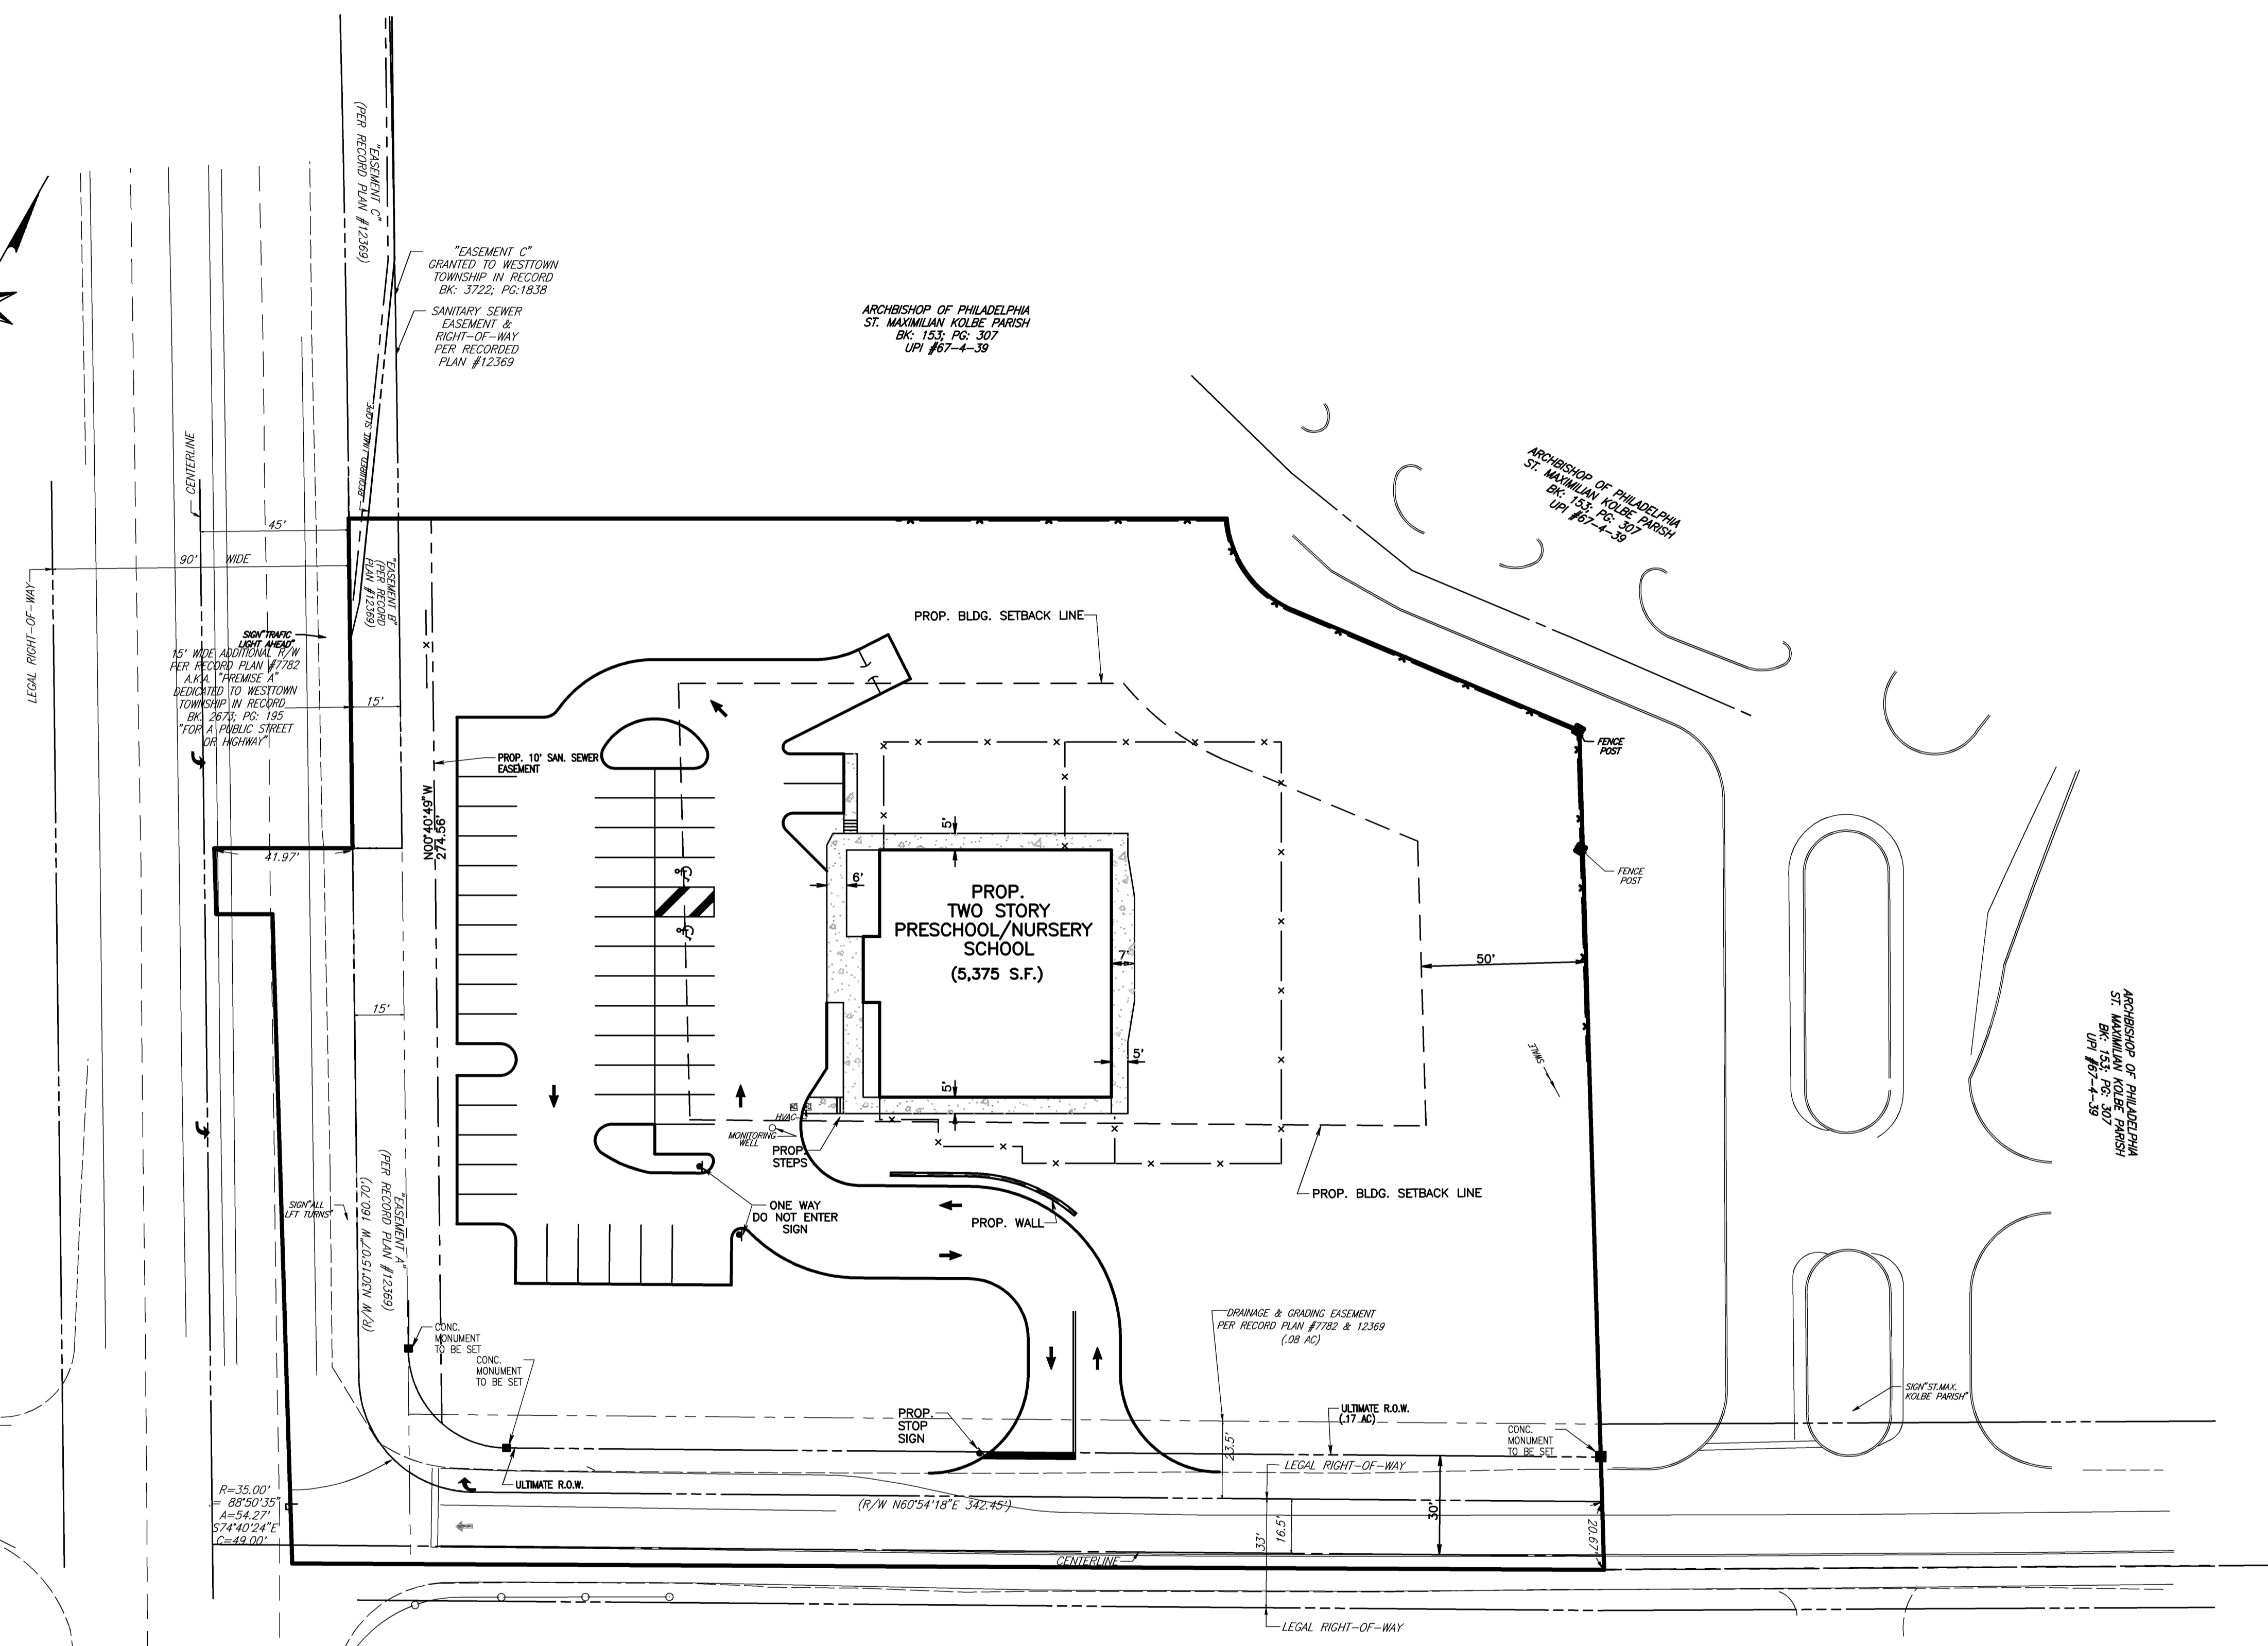 "EASEMENT C"
(PER RECORD PLAN #12369)
"EASEMENT C"
GRANTED TO WESTTOWN
TOWNSHIP IN RECORD
BK: 3722; PG:1838
SANITARY SEWER
EASEMENT &
RIGHT-OF-WAY
PER RECORDED
PLAN #12369
ARCHBISHOP OF PHILADELPHIA
ST. MAXIMILIAN KOLBE PARISH
BK: 153; PG: 307
UPI #67-4-39
ARCHBISHOP OF PHILADELPHIA
ST. MAXIMILIAN KOLBE PARISH
BK: 153; PG: 307
UPI #67-4-39
CENTERLINE
REQUIRED LIMIT SLOPE
45'
90' WIDE
LEGAL RIGHT-OF-WAY
"EASEMENT B"
(PER RECORD
PLAN #12369)
SIGN"TRAFIC
LIGHT AHEAD"
15' WIDE ADDITIONAL R/W
PER RECORD PLAN #7782
A.K.A. "PREMISE A"
DEDICATED TO WESTTOWN
TOWNSHIP IN RECORD
BK: 2673; PG: 195
"FOR A PUBLIC STREET
OR HIGHWAY"
15'
PROP. BLDG. SETBACK LINE
PROP. 10' SAN. SEWER
EASEMENT
N00°40'49"W
274.56'
41.97'
FENCE
POST
FENCE
POST
5'
6'
PROP.
TWO STORY
PRESCHOOL/NURSERY
SCHOOL
(5,375 S.F.)
7'
50'
15'
5'
5'
SWALE
ARCHBISHOP OF PHILADELPHIA
ST. MAXIMILIAN KOLBE PARISH
BK: 153; PG: 307
UPI #67-4-39
HVAC
MONITORING
WELL
PROP.
STEPS
ONE WAY
DO NOT ENTER
SIGN
PROP. WALL
PROP. BLDG. SETBACK LINE
SIGN"ALL
LFT TURNS"
"EASEMENT A"
(PER RECORD PLAN #12369)
(R/W N30°15'07"W 160.70')
CONC.
MONUMENT
TO BE SET
CONC.
MONUMENT
TO BE SET
DRAINAGE & GRADING EASEMENT
PER RECORD PLAN #7782 & 12369
(.08 AC)
SIGN"ST.MAX.
KOLBE PARISH"
PROP.
STOP
SIGN
ULTIMATE R.O.W.
(.17 AC)
CONC.
MONUMENT
TO BE SET
23.5'
LEGAL RIGHT-OF-WAY
ULTIMATE R.O.W.
R=35.00'
= 88°50'35"
A=54.27'
S74°40'24"E
C=49.00'
(R/W N60°54'18"E 342.45')
33'
16.5'
30'
20.67'
CENTERLINE
LEGAL RIGHT-OF-WAY